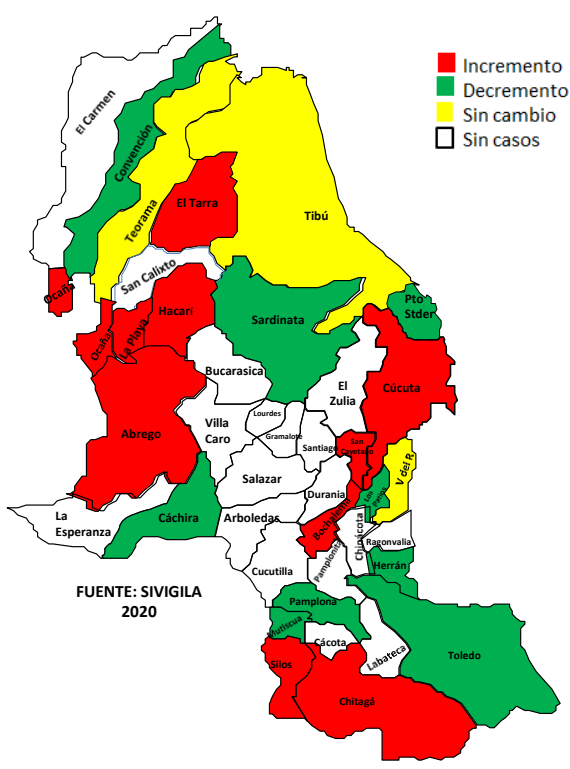 Incremento
Decremento
Sin cambio
Sin casos
El Carmen
Convención
Teorama
El Tarra
Tibú
San Calixto
Ocaña
Hacarí
Ocaña
La Playa
Sardinata
Pto
Stder
Bucarasica
El
Zulia
Cúcuta
Abrego
Villa
Caro
Lourdes
Gramalote
Santiago
San
Cayetano
V del R.
Salazar
Durania
Los
Patios
La
Esperanza
Cáchira
Arboledas
Bochalema
Chinácota
Ragonvalia
Cucutilla
Pamplonita
Herrán
FUENTE: SIVIGILA
2020
Pamplona
Mutiscua
Cácota
Labateca
Toledo
Silos
Chitagá